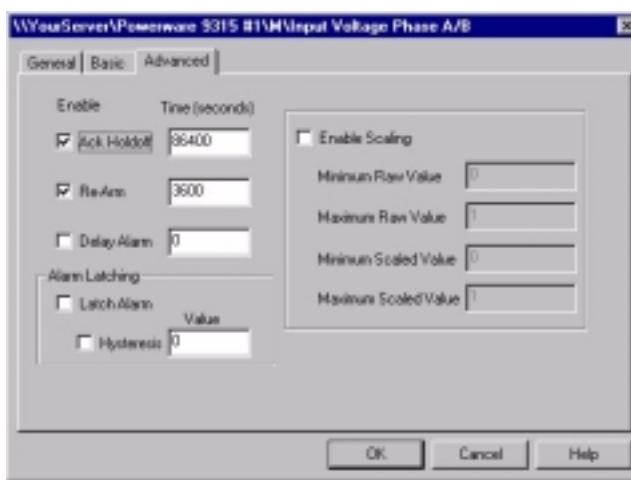 \\YourServer\Powerware 9315 #1\M\Input Voltage Phase A/B
General Basic Advanced
Enable Time (seconds)
Ack Holdoff 86400
Re-Arm 3600
Delay Alarm 0
Alarm Latching
Latch Alarm
Value
Hysteresis 0
Enable Scaling
Minimum Raw Value 0
Maximum Raw Value 1
Minimum Scaled Value 0
Maximum Scaled Value 1
OK Cancel Help